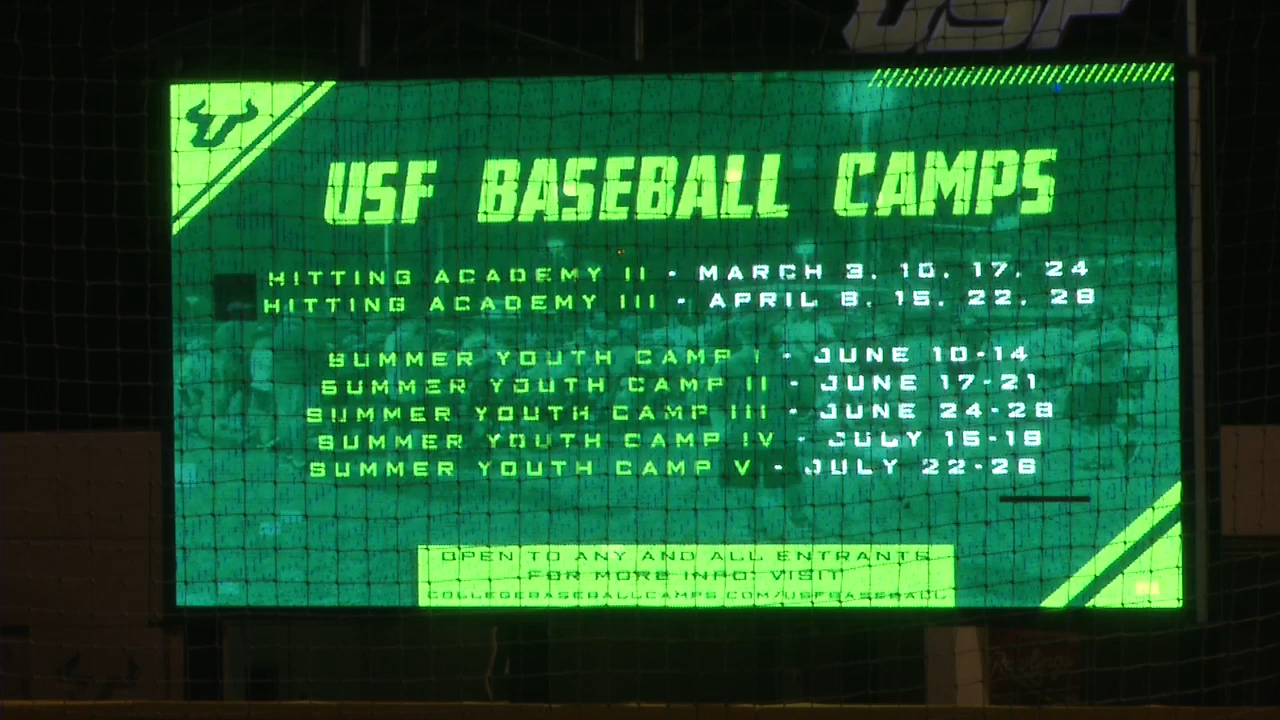 USF
USF BASEBALL CAMPS
HITTING ACADEMY II - MARCH 3, 10, 17, 24
HITTING ACADEMY III - APRIL 8, 15, 22, 28
SUMMER YOUTH CAMP I - JUNE 10-14
SUMMER YOUTH CAMP II - JUNE 17-21
SUMMER YOUTH CAMP III - JUNE 24-28
SUMMER YOUTH CAMP IV - JULY 15-19
SUMMER YOUTH CAMP V - JULY 22-26
OPEN TO ANY AND ALL ENTRANTS
FOR MORE INFO: VISIT
COLLEGEBASEBALLCAMPS.COM/USFBASEBALL
Rawlings